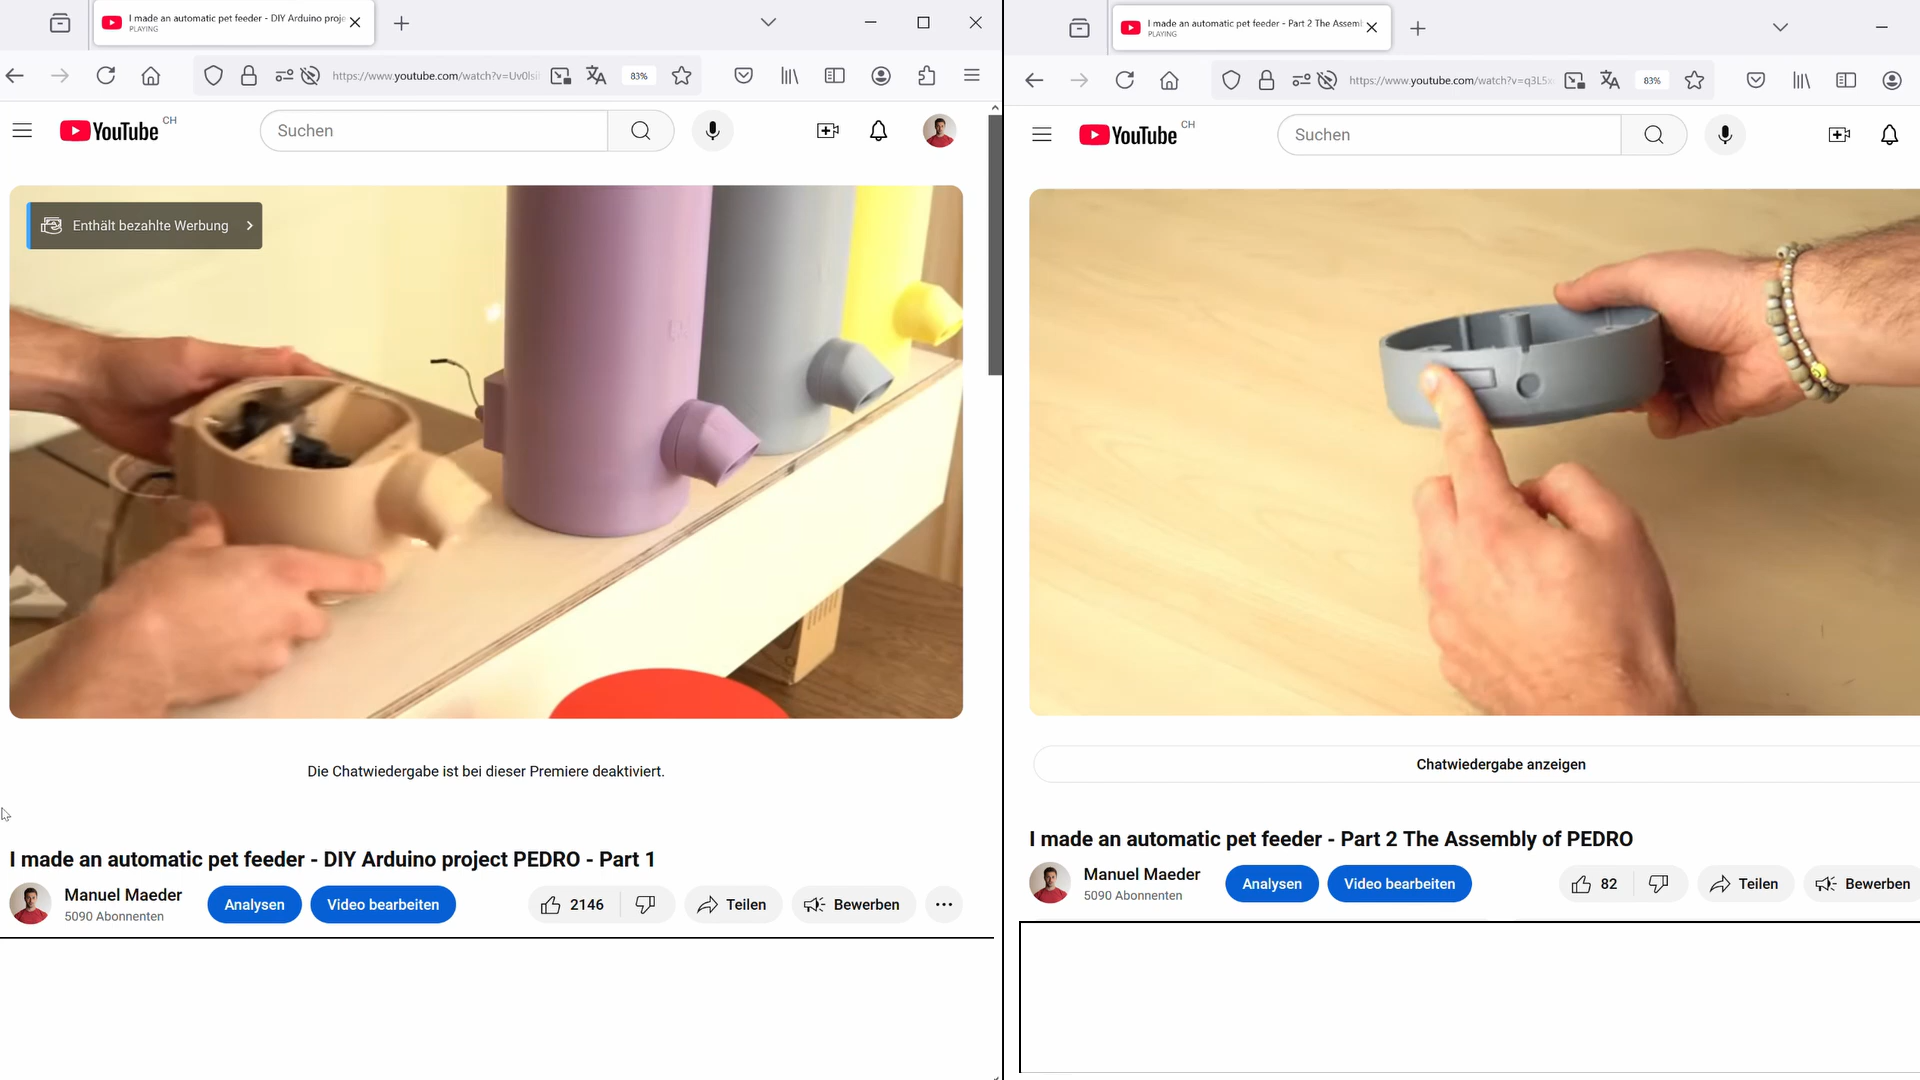 I made an automatic pet feeder - DIY Arduino proje
PLAYING
https://www.youtube.com/watch?v=Uv0lsi
83%
YouTube CH
Suchen
Enthält bezahlte Werbung
Die Chatwiedergabe ist bei dieser Premiere deaktiviert.
I made an automatic pet feeder - DIY Arduino project PEDRO - Part 1
Manuel Maeder
5090 Abonnenten
Analysen
Video bearbeiten
2146
Teilen
Bewerben
I made an automatic pet feeder - Part 2 The Assem
PLAYING
https://www.youtube.com/watch?v=q3L5x
83%
YouTube CH
Suchen
Chatwiedergabe anzeigen
I made an automatic pet feeder - Part 2 The Assembly of PEDRO
Manuel Maeder
5090 Abonnenten
Analysen
Video bearbeiten
82
Teilen
Bewerben